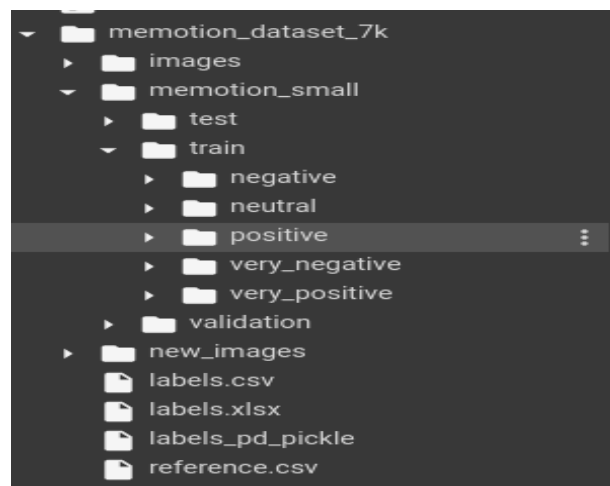 memotion_dataset_7k
images
memotion_small
test
train
negative
neutral
positive
very_negative
very_positive
validation
new_images
labels.csv
labels.xlsx
labels_pd_pickle
reference.csv